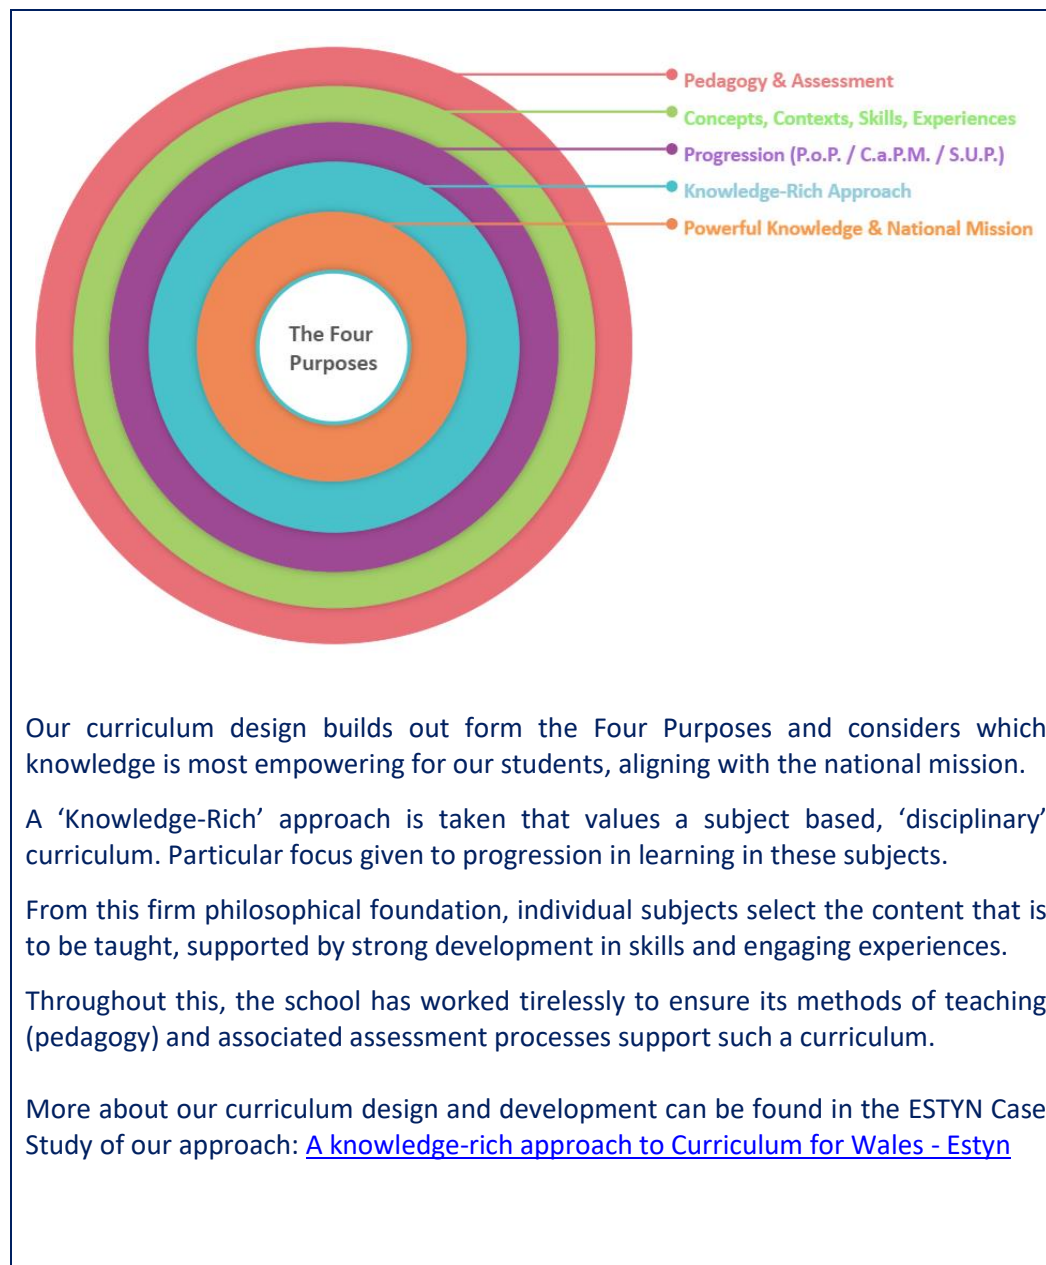 Pedagogy & Assessment
Concepts, Contexts, Skills, Experiences
Progression (P.o.P. / C.a.P.M. / S.U.P.)
Knowledge-Rich Approach
Powerful Knowledge & National Mission
The Four
Purposes
Our curriculum design builds out form the Four Purposes and considers which
knowledge is most empowering for our students, aligning with the national mission.
A ‘Knowledge-Rich’ approach is taken that values a subject based, ‘disciplinary’
curriculum. Particular focus given to progression in learning in these subjects.
From this firm philosophical foundation, individual subjects select the content that is
to be taught, supported by strong development in skills and engaging experiences.
Throughout this, the school has worked tirelessly to ensure its methods of teaching
(pedagogy) and associated assessment processes support such a curriculum.
More about our curriculum design and development can be found in the ESTYN Case
Study of our approach: A knowledge-rich approach to Curriculum for Wales - Estyn